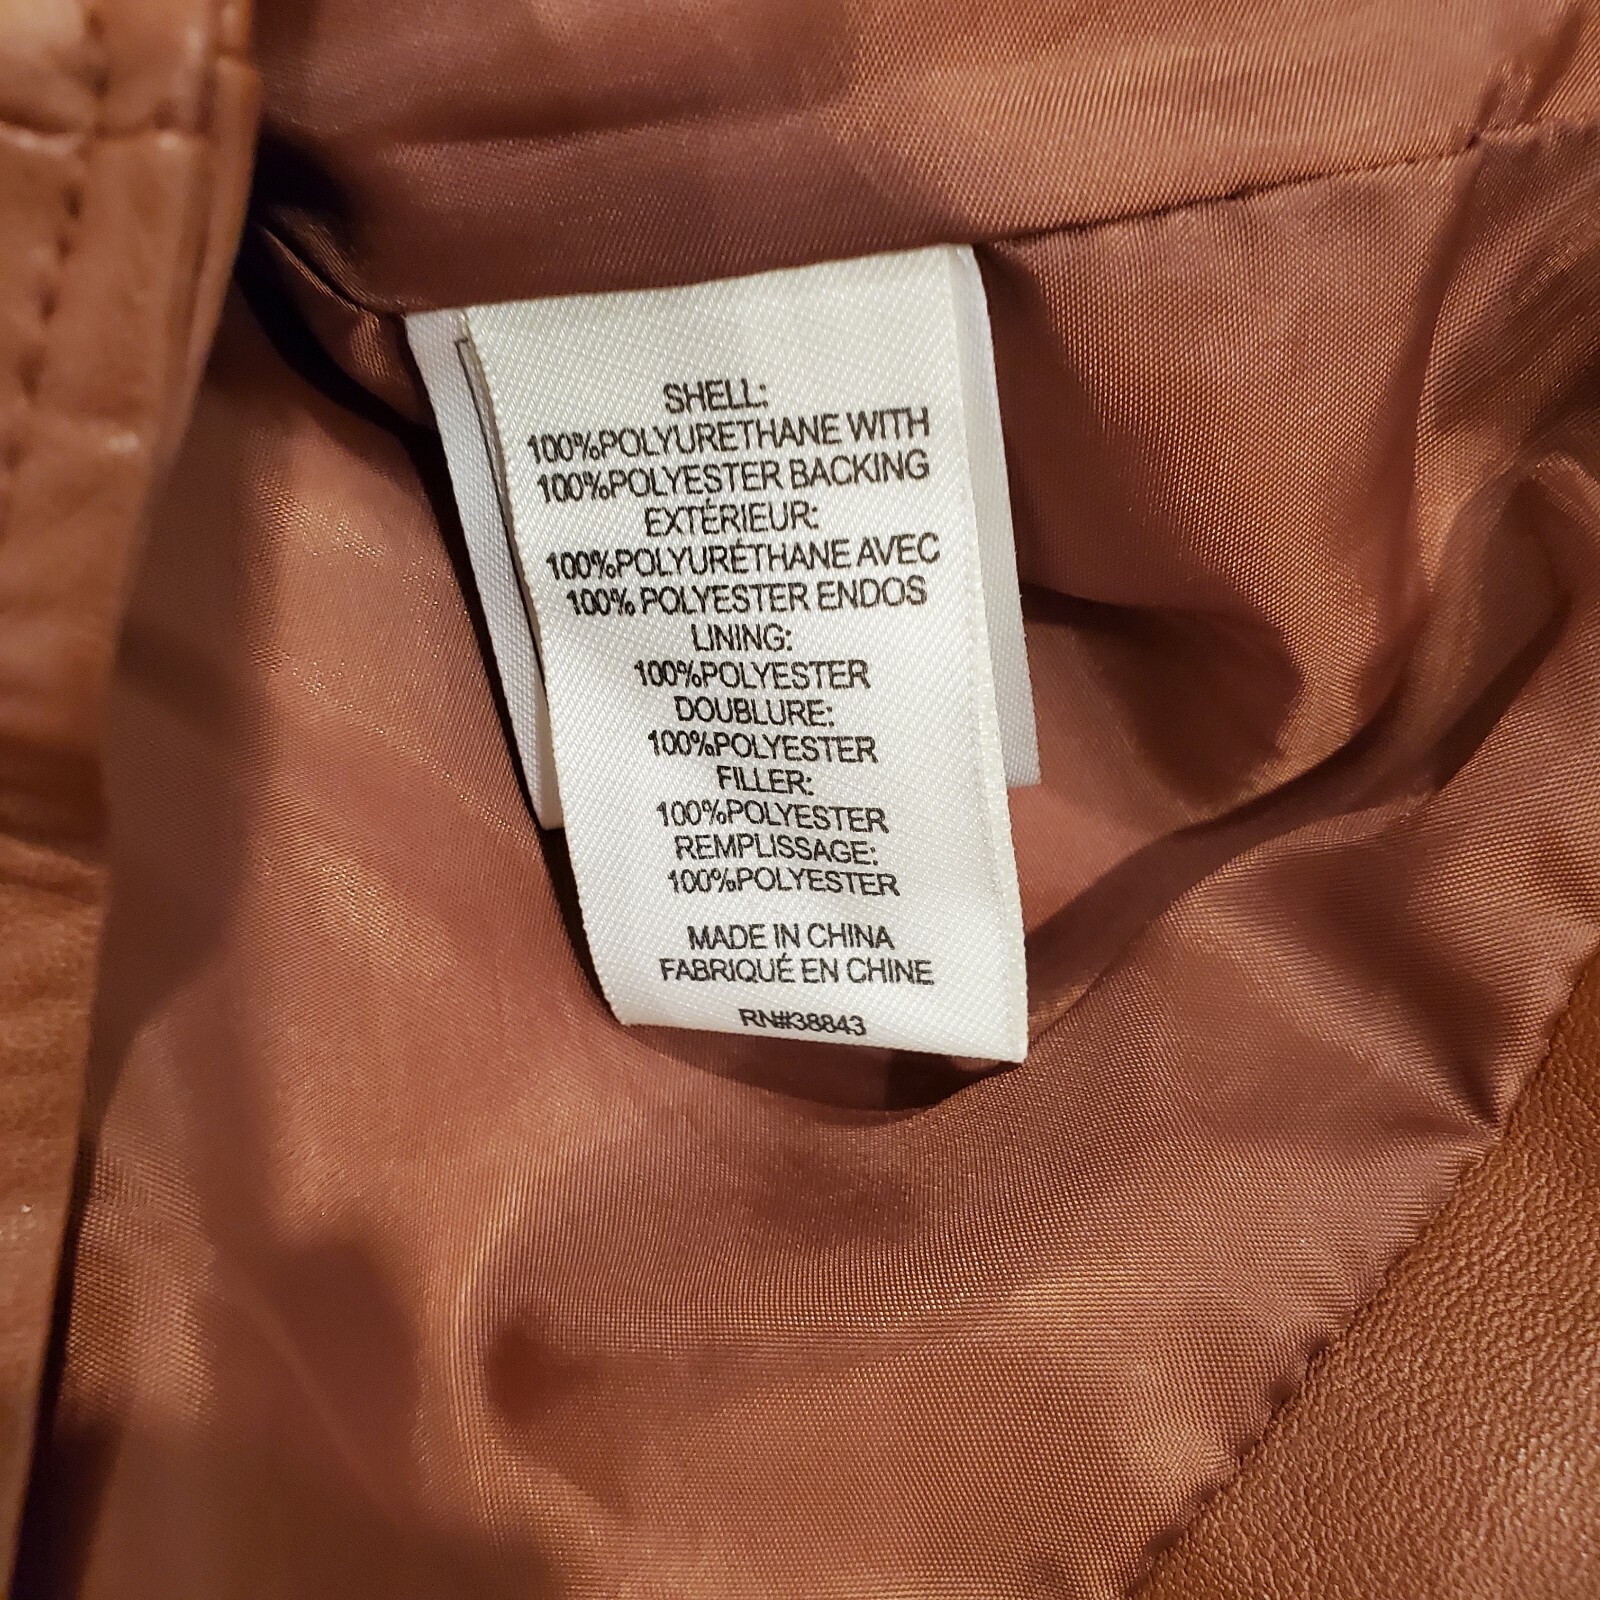 SHELL:
100%POLYURETHANE WITH
100%POLYESTER BACKING
EXTÉRIEUR:
100%POLYURÉTHANE AVEC
100% POLYESTER ENDOS
LINING:
100%POLYESTER
DOUBLURE:
100%POLYESTER
FILLER:
100%POLYESTER
REMPLISSAGE:
100%POLYESTER
MADE IN CHINA
FABRIQUÉ EN CHINE
RN#38843